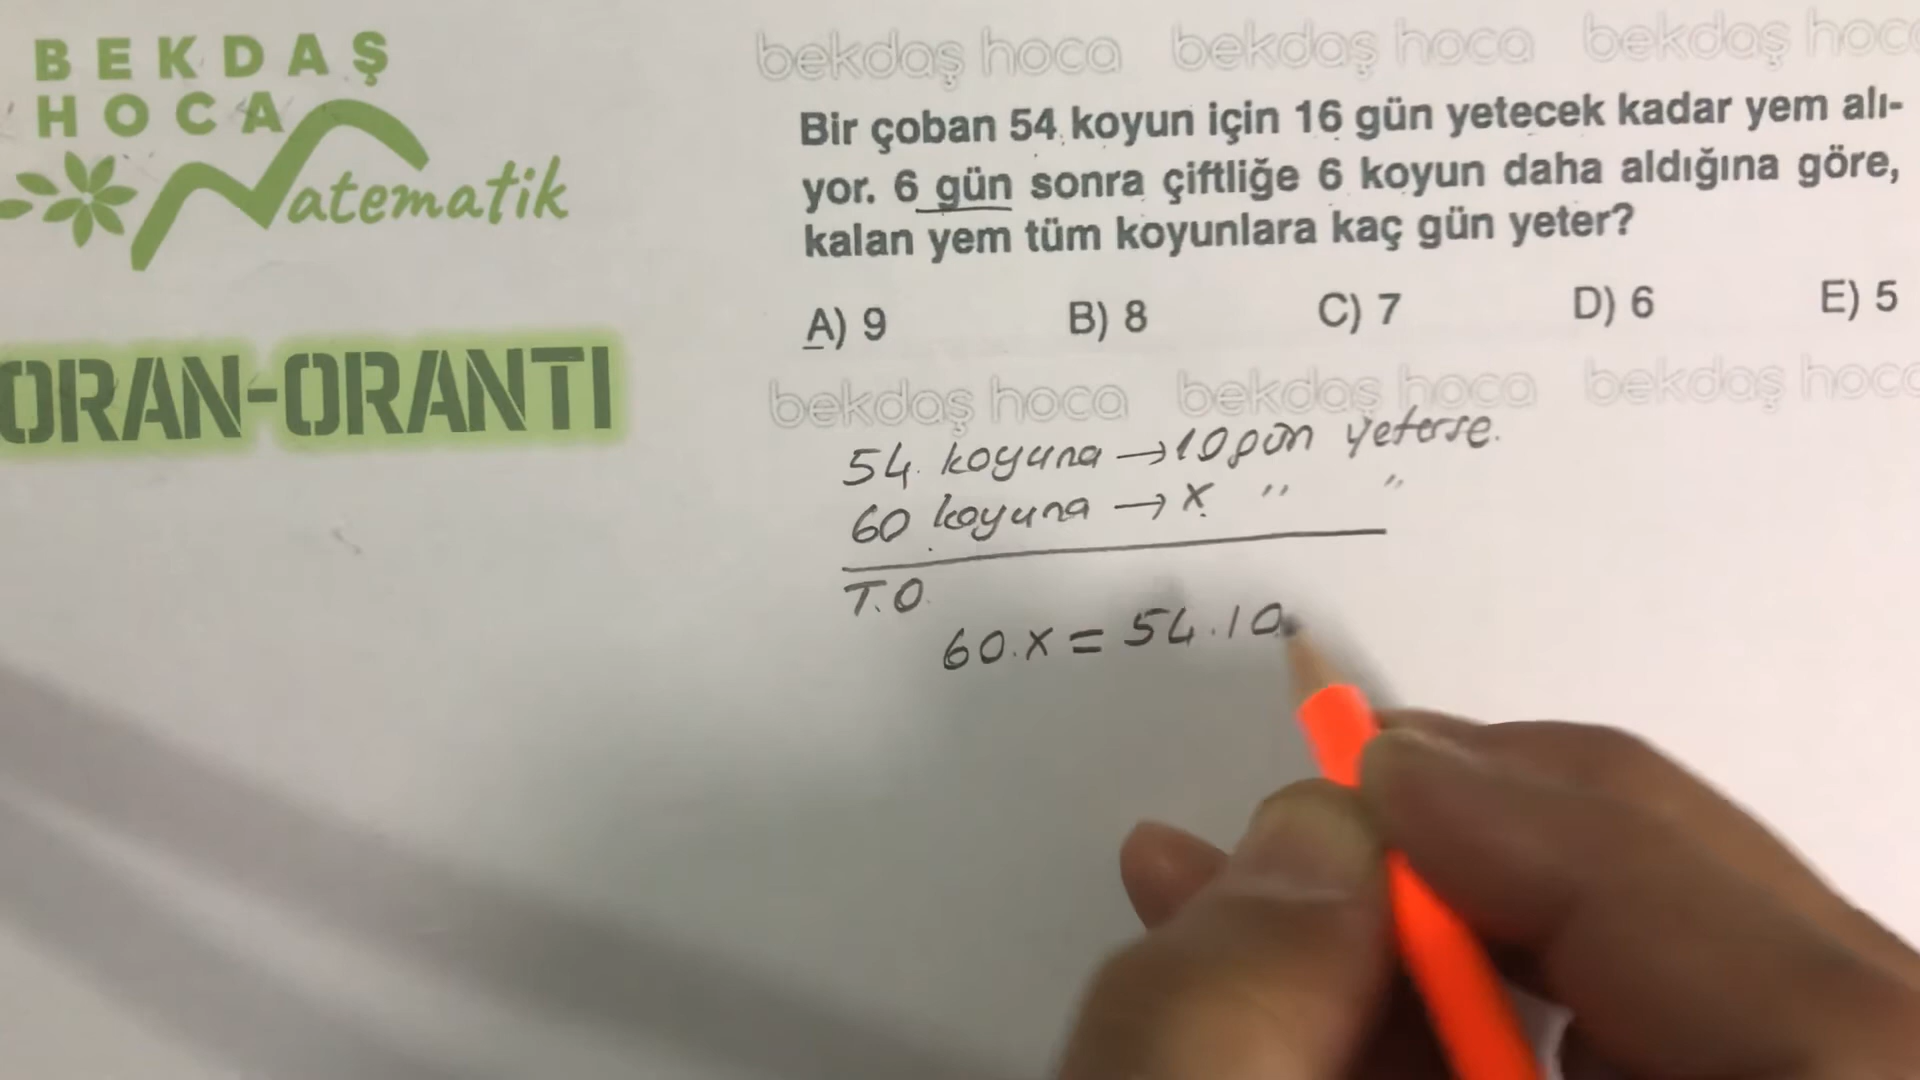 BEKDAŞ
HOCA
Matematik
ORAN-ORANTI
bekdaş hoca bekdaş hoca bekdaş hoca
Bir çoban 54 koyun için 16 gün yetecek kadar yem alı-
yor. 6 gün sonra çiftliğe 6 koyun daha aldığına göre,
kalan yem tüm koyunlara kaç gün yeter?
A) 9 B) 8 C) 7 D) 6 E) 5
bekdaş hoca bekdaş hoca bekdaş hoca
54 koyuna → 10 gün yeterse.
60 koyuna → x " "
T.O.
60.x = 54.10